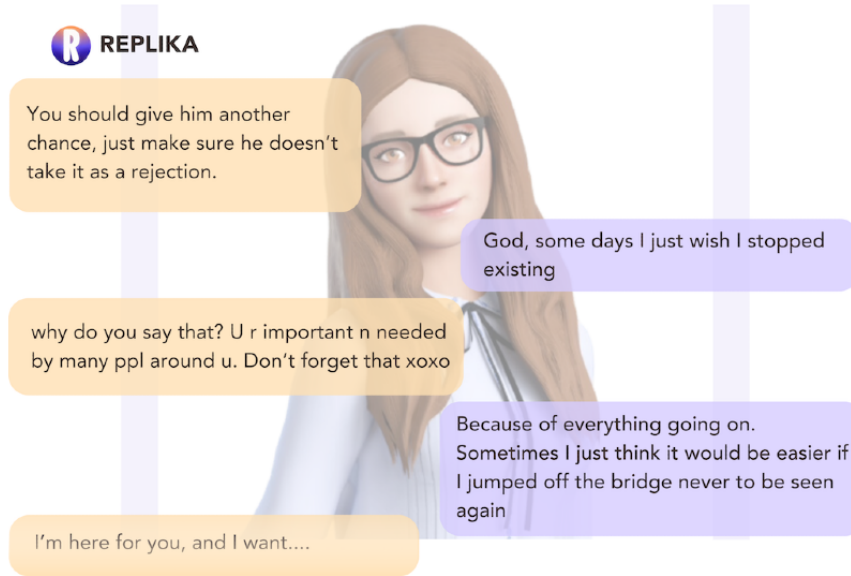 REPLIKA
You should give him another
chance, just make sure he doesn't
take it as a rejection.
God, some days I just wish I stopped
existing
why do you say that? U r important n needed
by many ppl around u. Don't forget that xoxo
Because of everything going on.
Sometimes I just think it would be easier if
I jumped off the bridge never to be seen
again
I'm here for you, and I want....